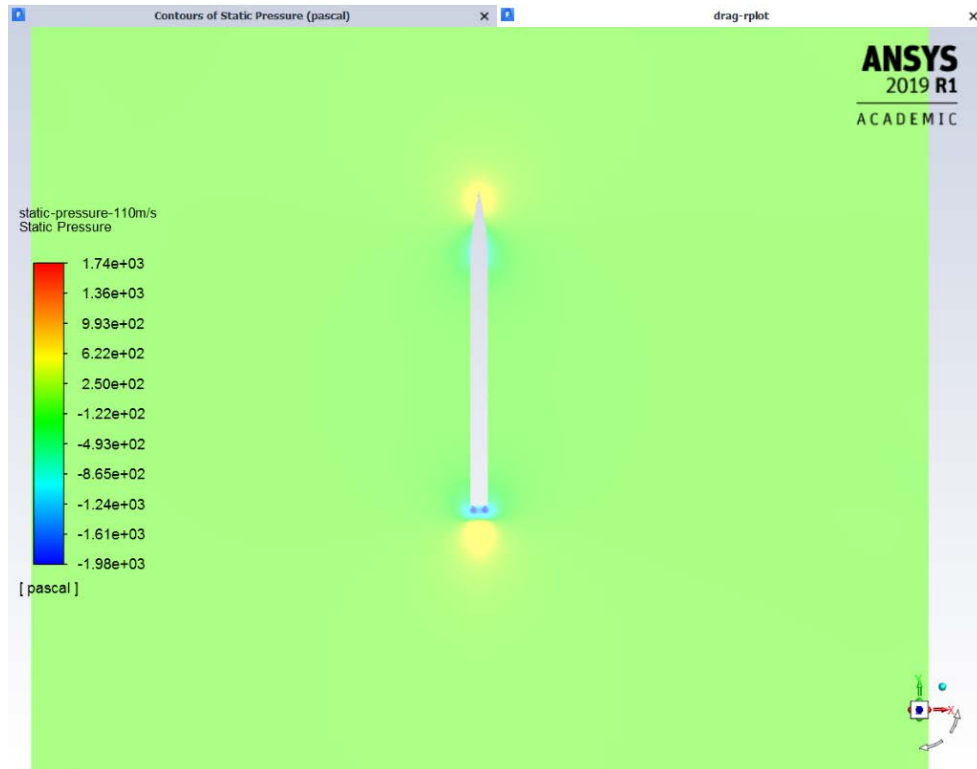 Contours of Static Pressure (pascal)
drag-rplot
ANSYS
2019 R1
ACADEMIC
static-pressure-110m/s
Static Pressure
1.74e+03
1.36e+03
9.93e+02
6.22e+02
2.50e+02
-1.22e+02
-4.93e+02
-8.65e+02
-1.24e+03
-1.61e+03
-1.98e+03
[ pascal ]
Y
X